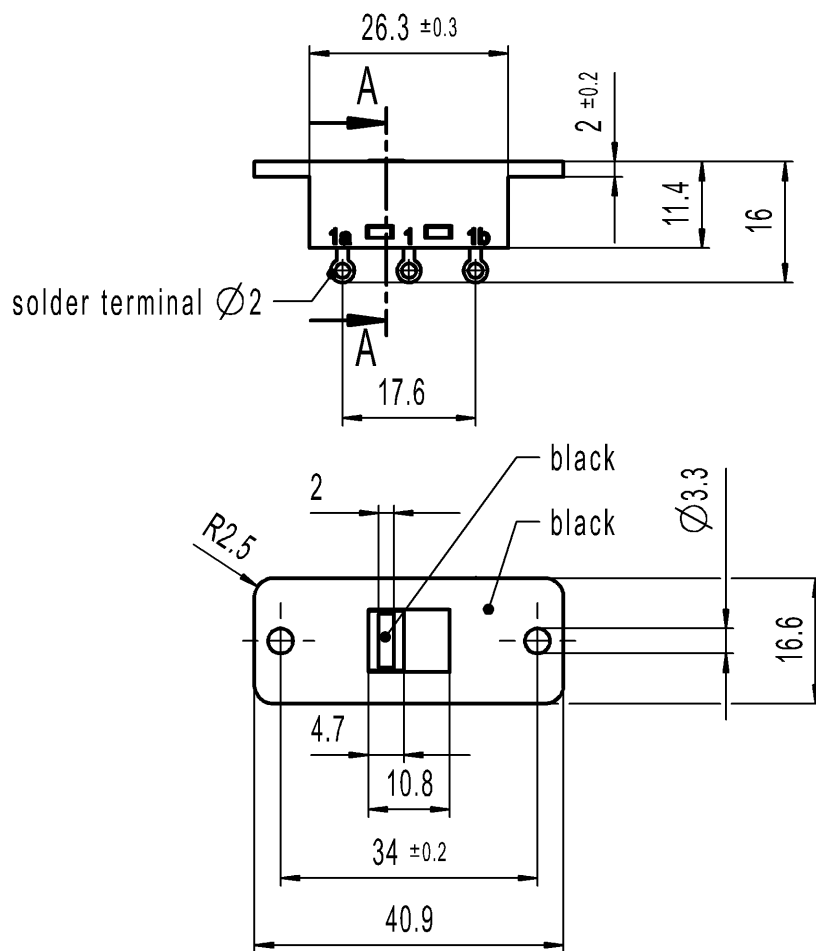 26.3 ±0.3
A
2 ±0.2
11.4
16
1a 1 1b
solder terminal ∅2
A
17.6
black
2
∅3.3
black
R2.5
16.6
4.7
10.8
34 ±0.2
40.9